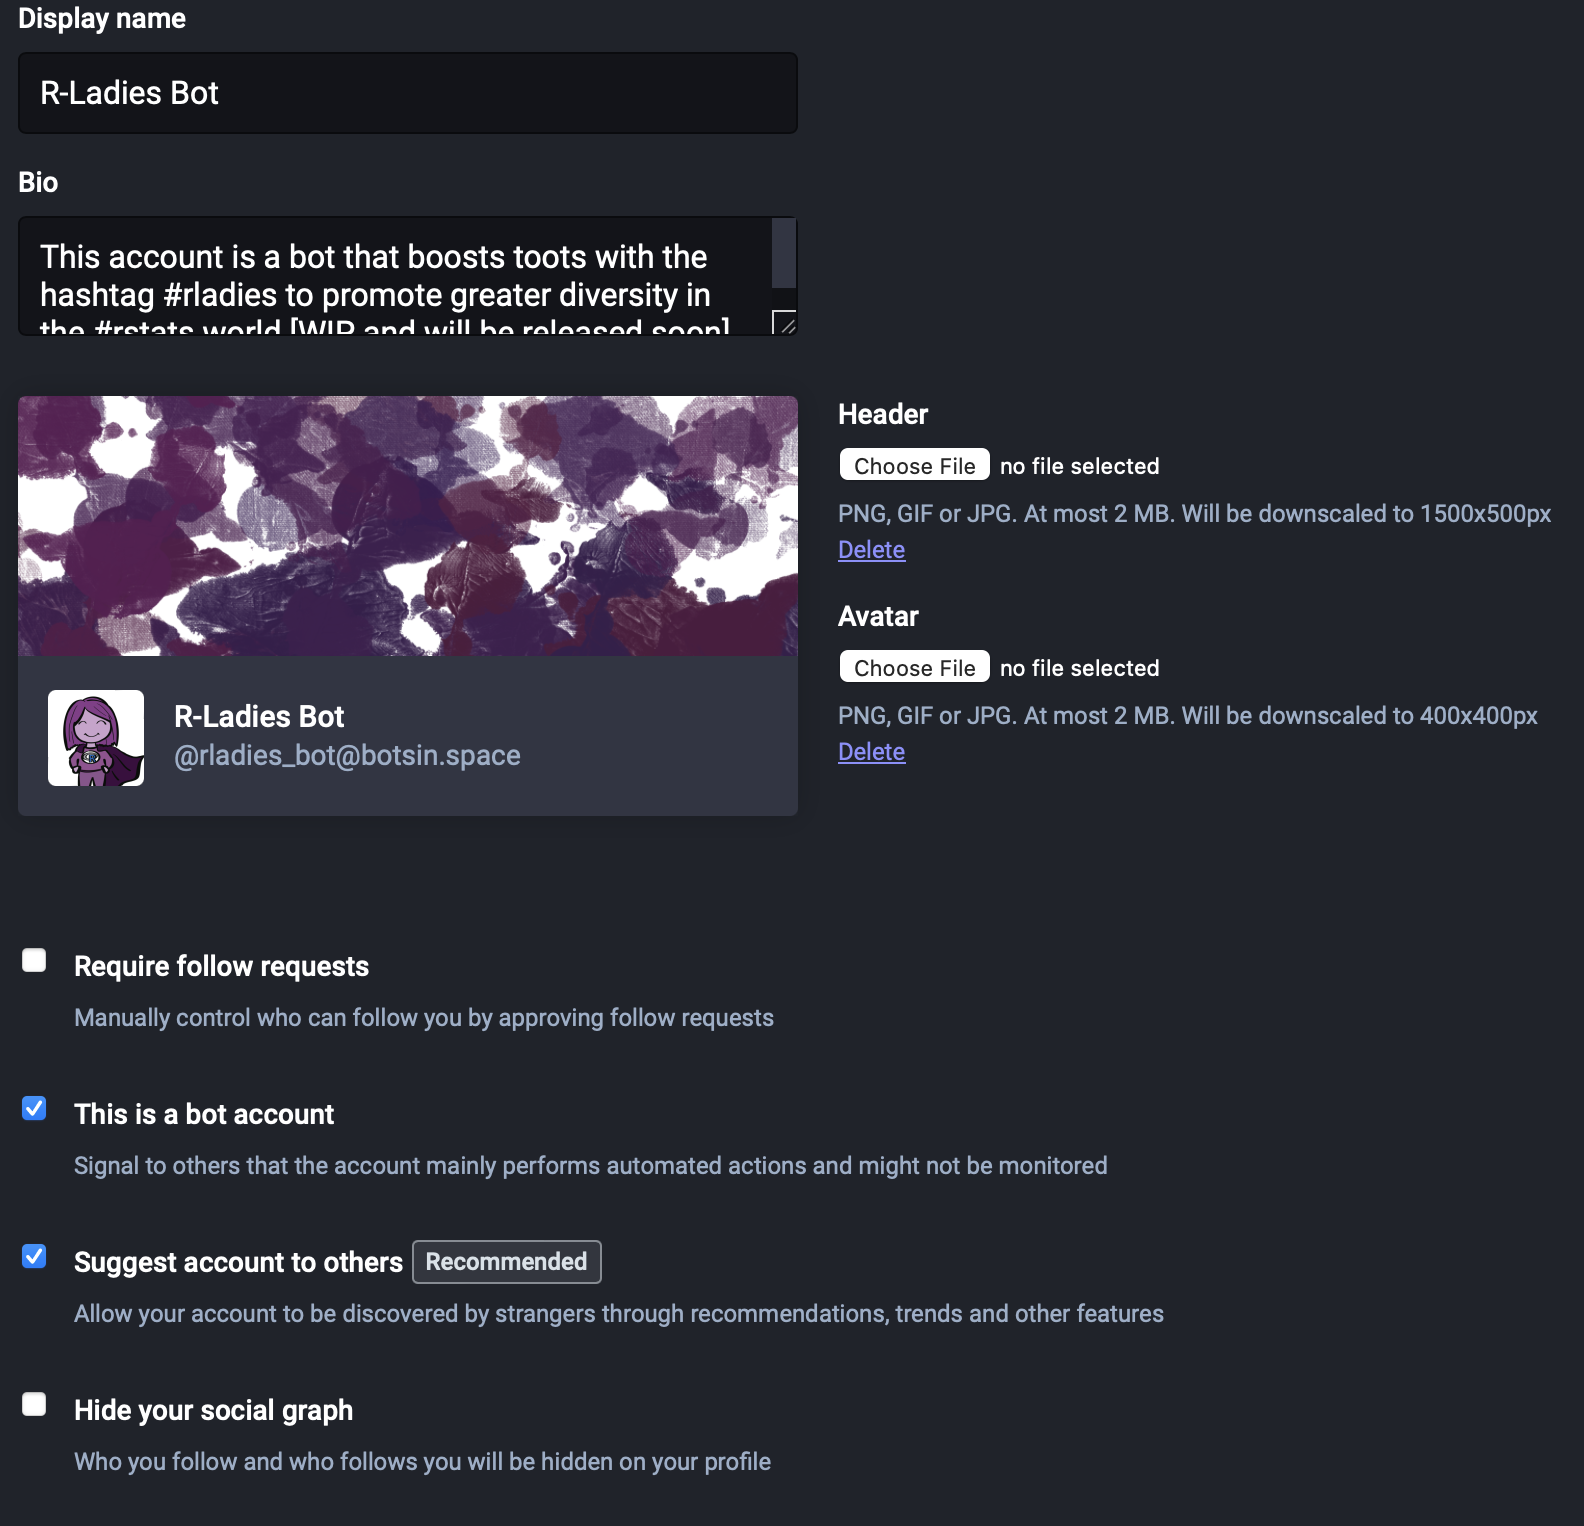 Display name
R-Ladies Bot
Bio
This account is a bot that boosts toots with the
hashtag #rladies to promote greater diversity in
the #rstats world [WIP and will be released soen]
Header
Choose File no file selected
PNG, GIF or JPG. At most 2 MB. Will be downscaled to 1500x500px
Delete
Avatar
Choose File no file selected
PNG, GIF or JPG. At most 2 MB. Will be downscaled to 400x400px
Delete
R-Ladies Bot
@rladies_bot@botsin.space
Require follow requests
Manually control who can follow you by approving follow requests
This is a bot account
Signal to others that the account mainly performs automated actions and might not be monitored
Suggest account to others Recommended
Allow your account to be discovered by strangers through recommendations, trends and other features
Hide your social graph
Who you follow and who follows you will be hidden on your profile